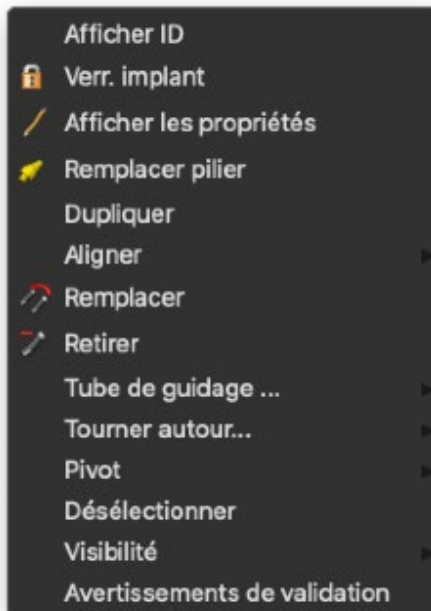 Afficher ID
Verr. implant
Afficher les propriétés
Remplacer pilier
Dupliquer
Aligner
Remplacer
Retirer
Tube de guidage ...
Tourner autour...
Pivot
Désélectionner
Visibilité
Avertissements de validation